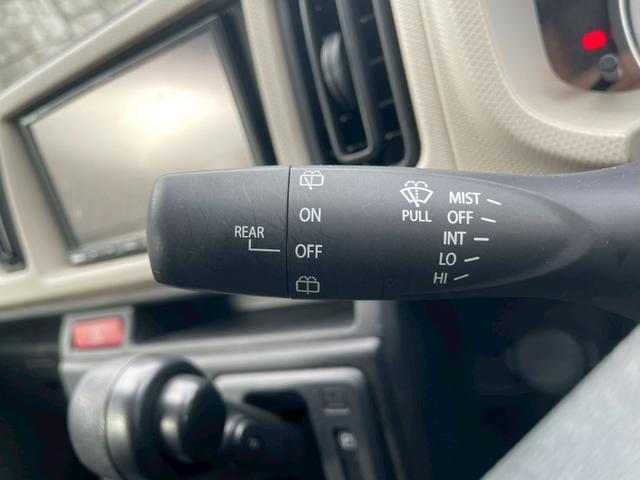 ON
REAR
OFF
PULL
MIST
OFF
INT
LO
HI